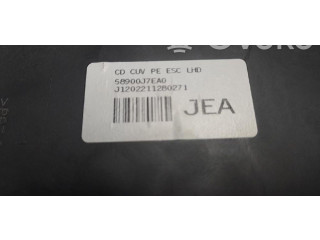 CD CUV PE ESC LHD
58900J7EA0
J1202211280271
JEA